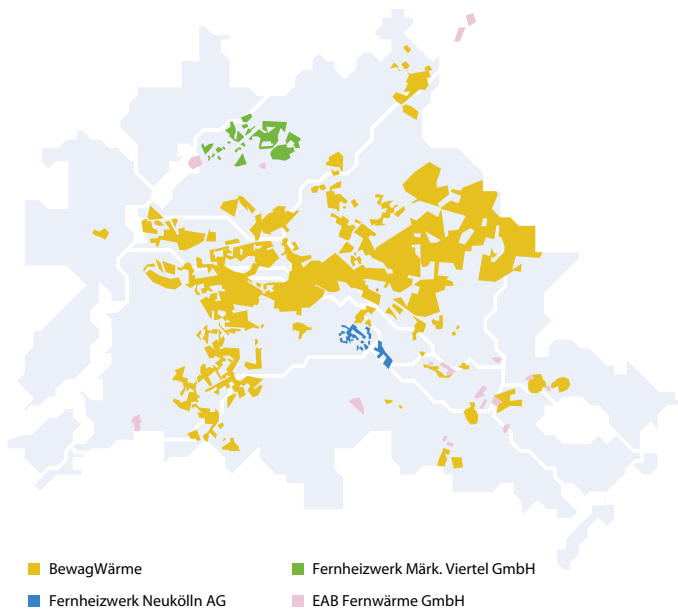 BewagWärme
Fernheizwerk Märk. Viertel GmbH
Fernheizwerk Neukölln AG
EAB Fernwärme GmbH